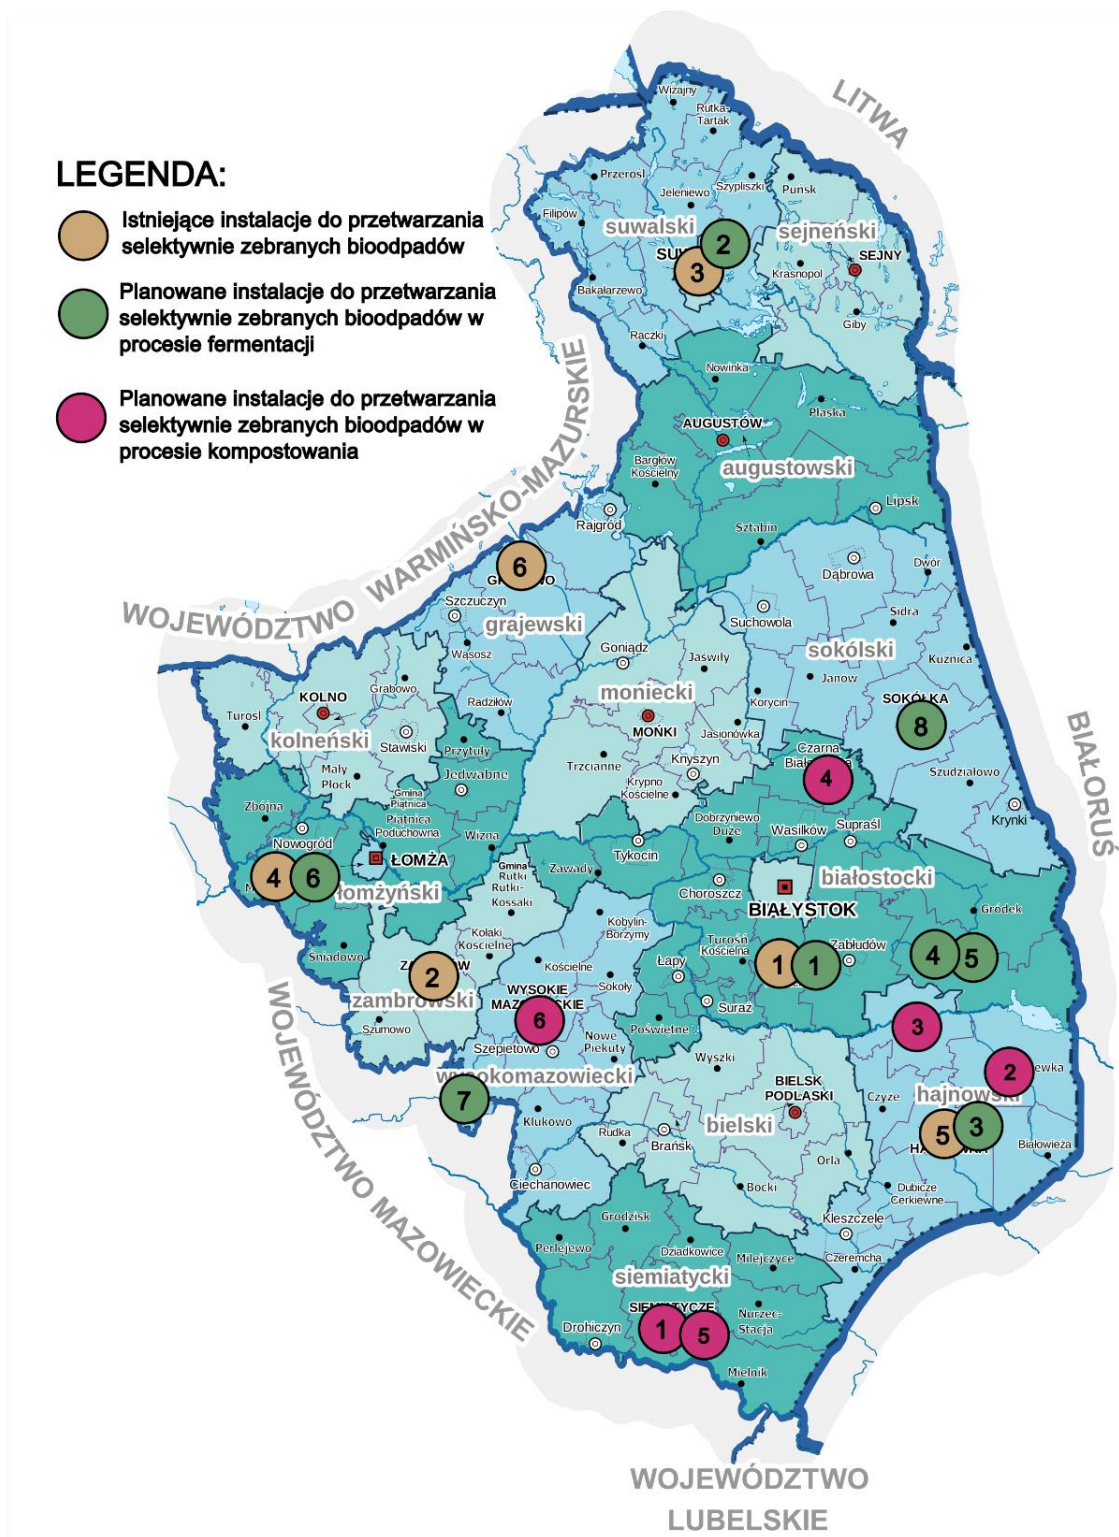 LITWA
Wiżajny
Rutka-
Tartak
LEGENDA:
Istniejące instalacje do przetwarzania
selektywnie zebranych bioodpadów
Planowane instalacje do przetwarzania
selektywnie zebranych bioodpadów w
procesie fermentacji
Planowane instalacje do przetwarzania
selektywnie zebranych bioodpadów w
procesie kompostowania
Przerośl
Jeleniewo
Szypliszki
Puńsk
Filipów
suwalski
sejneński
2
3
Krasnopol
SEJNY
Bakałarzewo
Giby
Raczki
Nowinka
Płaska
AUGUSTÓW
augustowski
Bargłów
Kościelny
Lipsk
Sztabin
Rajgród
WOJEWÓDZTWO WARMIŃSKO-MAZURSKIE
6
Szczuczyn
grajewski
Wąsosz
Radziłów
Dąbrowa
Dwór
Suchowola
Sidra
sokólski
Kuźnica
Goniądz
Jaświły
moniecki
Janow
Korycin
MOŃKI
Jasionówka
SOKÓŁKA
8
KOLNO
Grabowo
Turosl
kolneński
Stawiski
Przytuły
Mały
Płock
Jedwabne
Trzcianne
Knyszyn
Krypno
Kościelne
Czarna
4
Szudziałowo
Krynki
BIAŁORUŚ
Zbójna
Gmina
Piątnica
Piątnica
Poduchowna
Wizna
Nowogród
ŁOMŻA
4
6
łomżyński
Dobrzyniewo
Duże
Wasilków
Supraśl
Tykocin
Zawady
Choroszcz
białostocki
BIAŁYSTOK
Gmina
Rutki
Rutki-
Kossaki
Kobylin-
Borzymy
Gródek
Śniadowo
Kołaki
Kościelne
2
zambrowski
Szumowo
Kościelne
Sokoły
WYSOKIE
6
Szepietowo
Nowe
Piekuty
wysokomazowiecki
Łapy
Turośń
Kościelna
1
1
Zabłudów
4
5
Suraż
Poświętne
3
2
Wyszki
BIELSK
PODLASKI
bielski
Czyże
hajnowski
5
3
Białowieża
7
Klukowo
Rudka
Brańsk
Orla
Ciechanowiec
Bocki
Dubicze
Cerkiewne
Kleszczele
Czeremcha
WOJEWÓDZTWO MAZOWIECKIE
Grodzisk
Perlejewo
Dziadkowice
Milejczyce
siemiatycki
1
5
Nurzec-
Stacja
Drohiczyn
Mielnik
WOJEWÓDZTWO
LUBELSKIE